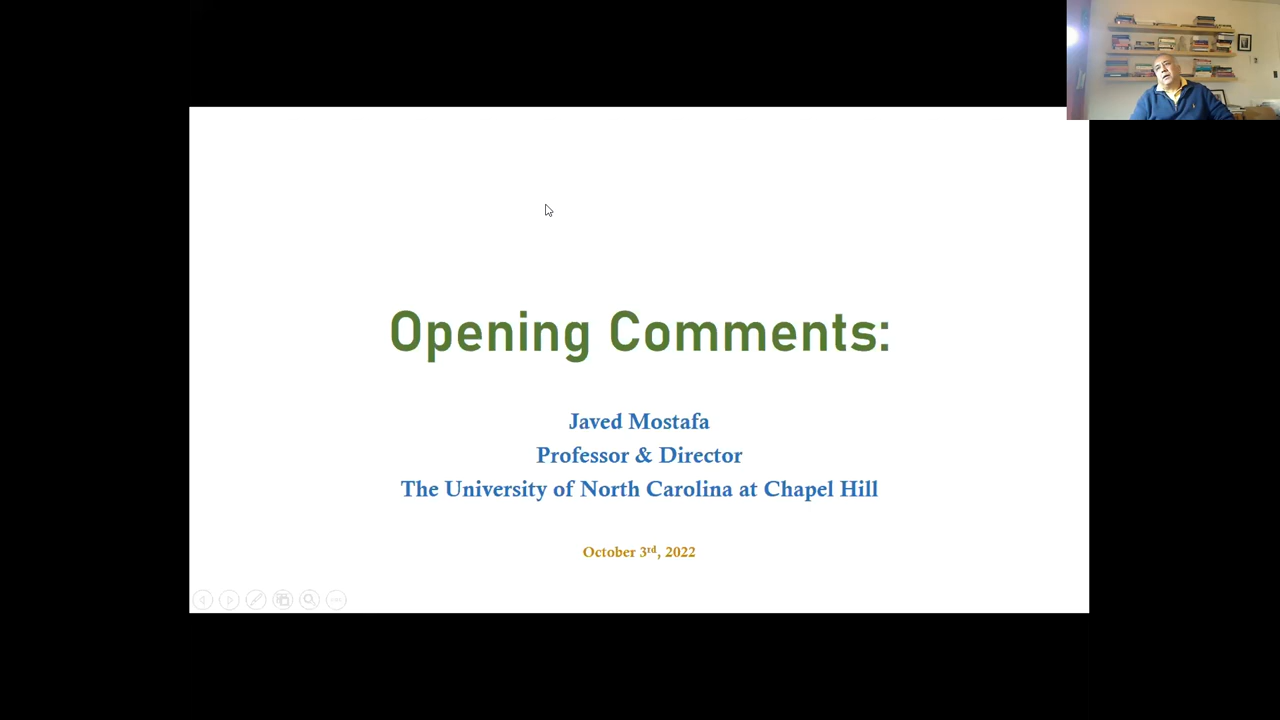 Opening Comments:
Javed Mostafa
Professor & Director
The University of North Carolina at Chapel Hill
October 3rd, 2022